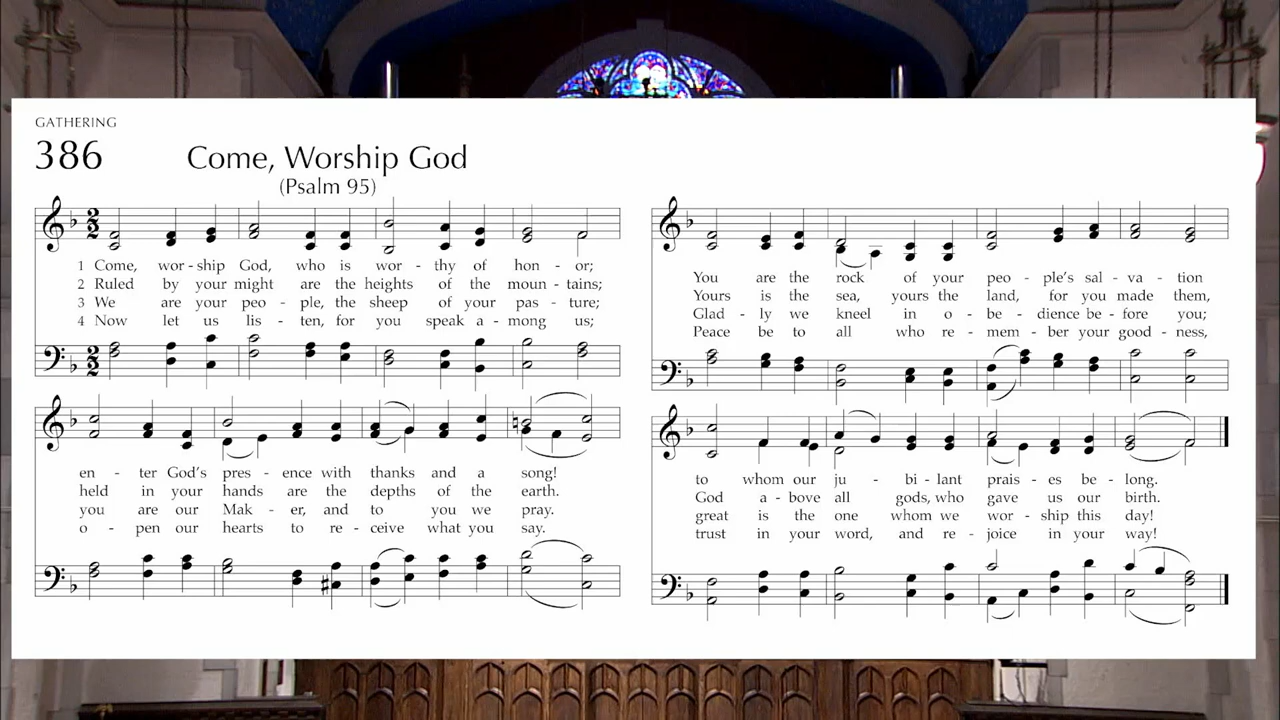 GATHERING
386
Come, Worship God
(Psalm 95)
1 Come, wor - ship God, who is wor - thy of hon - or;
2 Ruled by your might are the heights of the moun - tains;
3 We are your peo - ple, the sheep of your pas - ture;
4 Now let us lis - ten, for you speak a - mong us;
en - ter God's pres - ence with thanks and a song!
held in your hands are the depths of the earth.
you are our Mak - er, and to you we pray.
o - pen our hearts to re - ceive what you say.
You are the rock of your peo - ple's sal - va - tion
Yours is the sea, yours the land, for you made them,
Glad - ly we kneel in o - be - dience be - fore you;
Peace be to all who re - mem - ber your good - ness,
to whom our ju - bi - lant prais - es be - long.
God a - bove all gods, who gave us our birth.
great is the one whom we wor - ship this day!
trust in your word, and re - joice in your way!